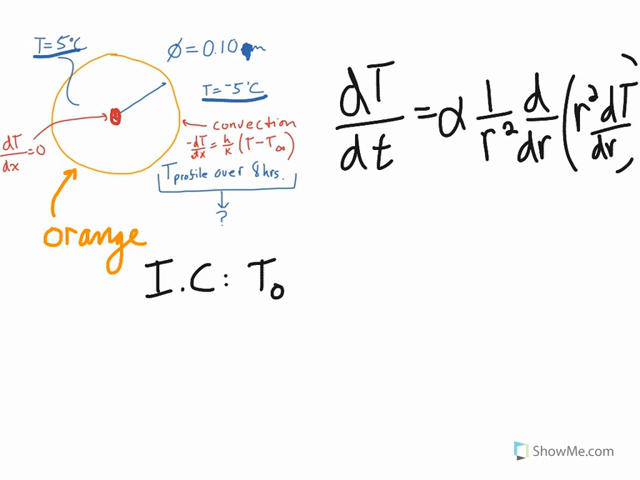 T=5°C
ϕ=0.10 m
T=-5°C
convection
-dT/dx = h/k (T-T∞)
dT/dx=0
T profile over 8 hrs.
?
orange
dT/dt = α 1/r² d/dr (r² dT/dr)
I.C: T₀
ShowMe.com